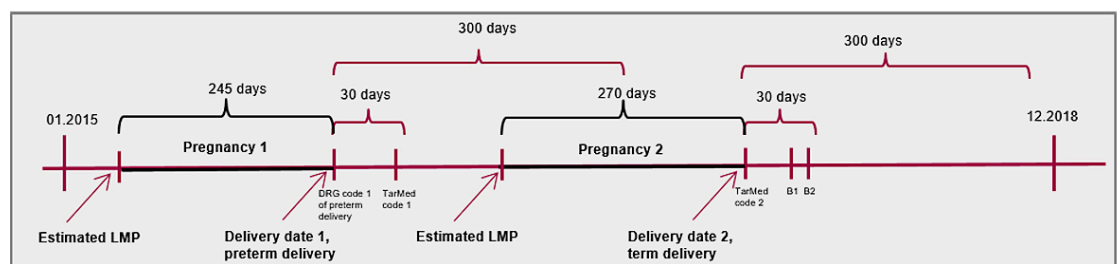 300 days
300 days
245 days
30 days
270 days
30 days
01.2015
12.2018
Pregnancy 1
Pregnancy 2
DRG code 1
of preterm
delivery
TarMed
code 1
TarMed
code 2
B1
B2
Estimated LMP
Delivery date 1,
preterm delivery
Estimated LMP
Delivery date 2,
term delivery